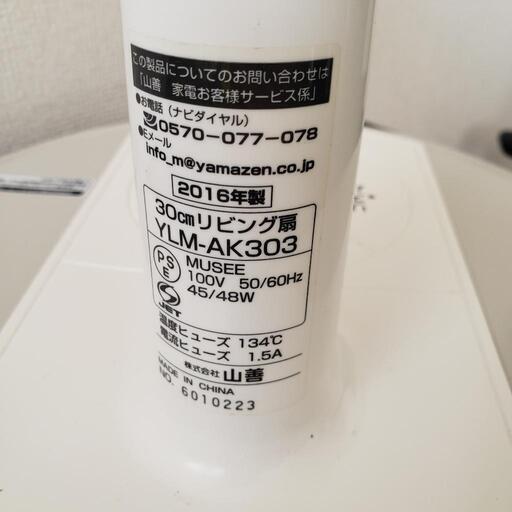 この製品についてのお問い合わせは
「山善 家電お客様サービス係」
●お電話（ナビダイヤル）
0570-077-078
●Eメール
info_m@yamazen.co.jp
2016年製
30cmリビング扇
YLM-AK303
PSE
MUSEE
100V 50/60Hz
45/48W
JET
温度ヒューズ 134℃
電流ヒューズ 1.5A
株式会社 山善
MADE IN CHINA
NO. 6010223